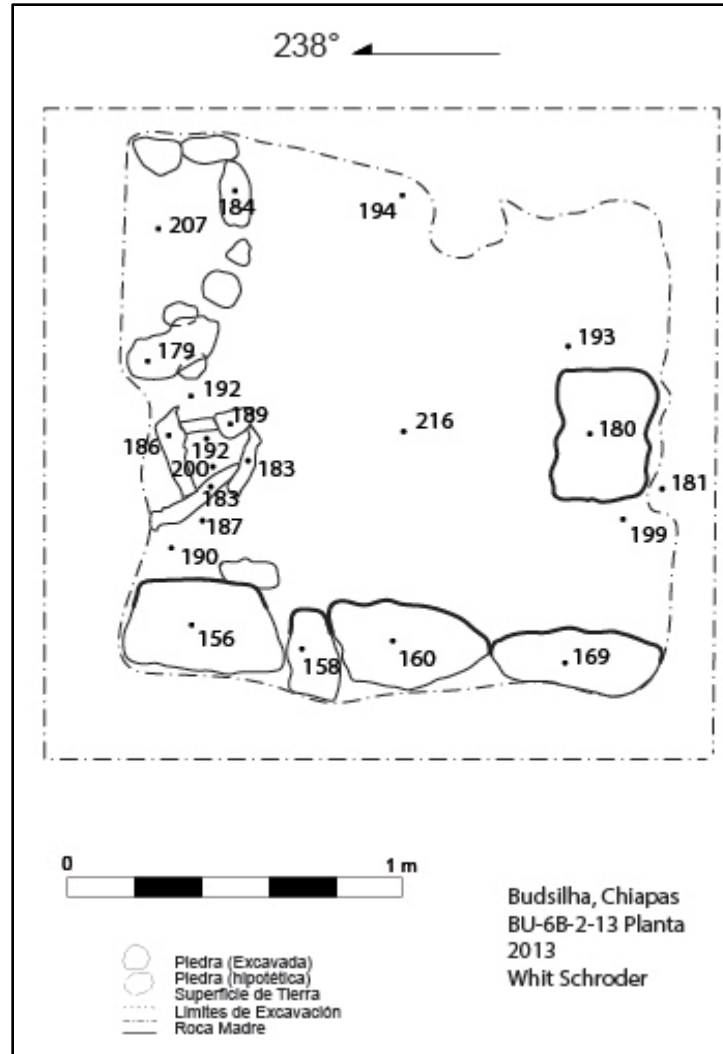 238°
184
194
207
193
179
192
189
216
180
186
192
200
183
181
183
187
199
190
156
158
160
169
0 1 m
Budsilha, Chiapas
BU-6B-2-13 Planta
2013
Whit Schroder
Piedra (Excavada)
Piedra (hipotética)
Superficie de Tierra
Limites de Excavación
Roca Madre